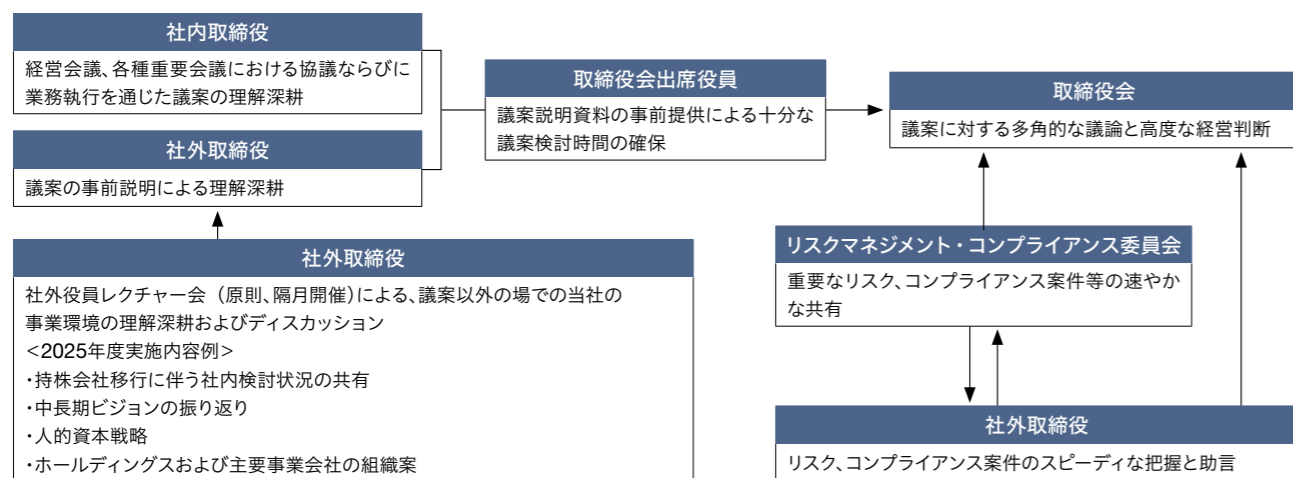 社内取締役
経営会議、各種重要会議における協議ならびに
業務執行を通じた議案の理解深耕
社外取締役
議案の事前説明による理解深耕
取締役会出席役員
議案説明資料の事前提供による十分な
議案検討時間の確保
取締役会
議案に対する多角的な議論と高度な経営判断
社外取締役
社外役員レクチャー会（原則、隔月開催）による、議案以外の場での当社の
事業環境の理解深耕およびディスカッション
<2025年度実施内容例>
・持株会社移行に伴う社内検討状況の共有
・中長期ビジョンの振り返り
・人的資本戦略
・ホールディングスおよび主要事業会社の組織案
リスクマネジメント・コンプライアンス委員会
重要なリスク、コンプライアンス案件等の速やか
な共有
社外取締役
リスク、コンプライアンス案件のスピーディな把握と助言